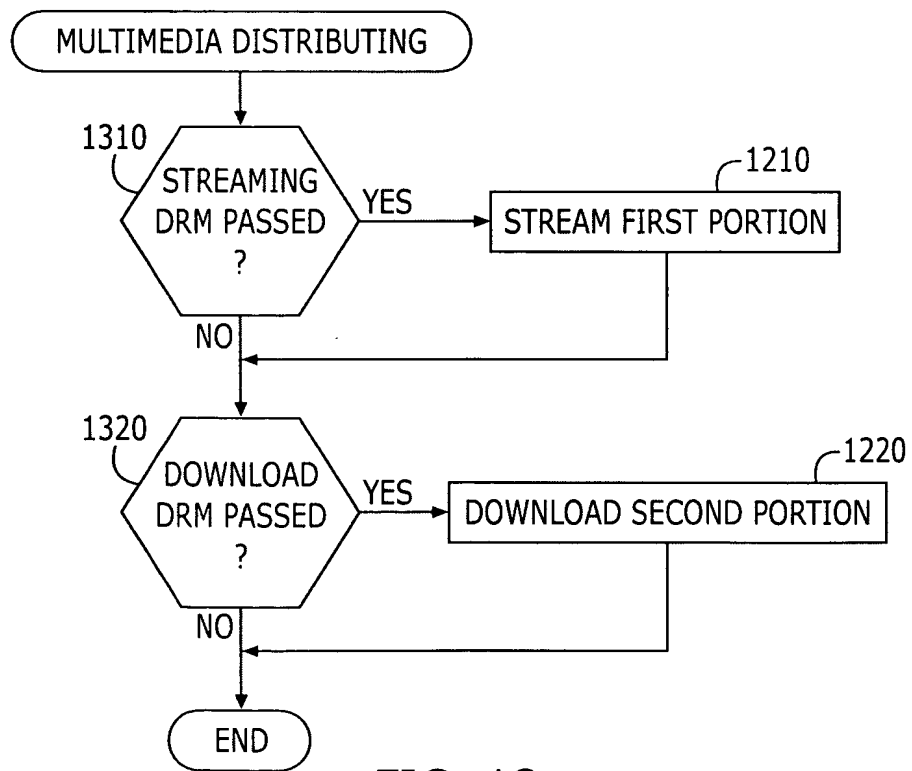 MULTIMEDIA DISTRIBUTING
1310
STREAMING
DRM PASSED
?
YES
1210
STREAM FIRST PORTION
NO
1320
DOWNLOAD
DRM PASSED
?
YES
1220
DOWNLOAD SECOND PORTION
NO
END